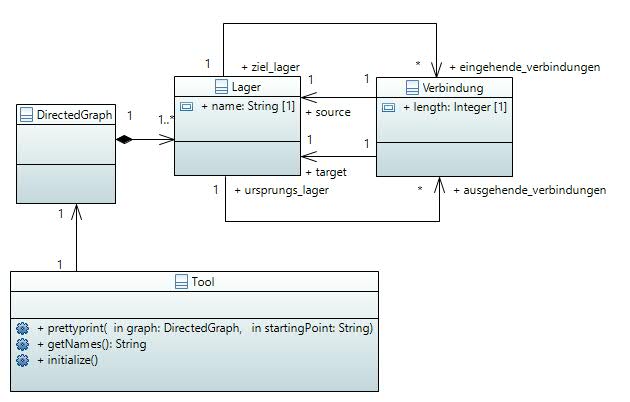 1
+ ziel_lager
*
+ eingehende_verbindungen
Lager
+ name: String [1]
1
1
Verbindung
+ length: Integer [1]
+ source
DirectedGraph
1
1..*
1
1
+ target
1
+ ursprungs_lager
*
+ ausgehende_verbindungen
1
1
Tool
+ prettyprint( in graph: DirectedGraph, in startingPoint: String)
+ getNames(): String
+ initialize()